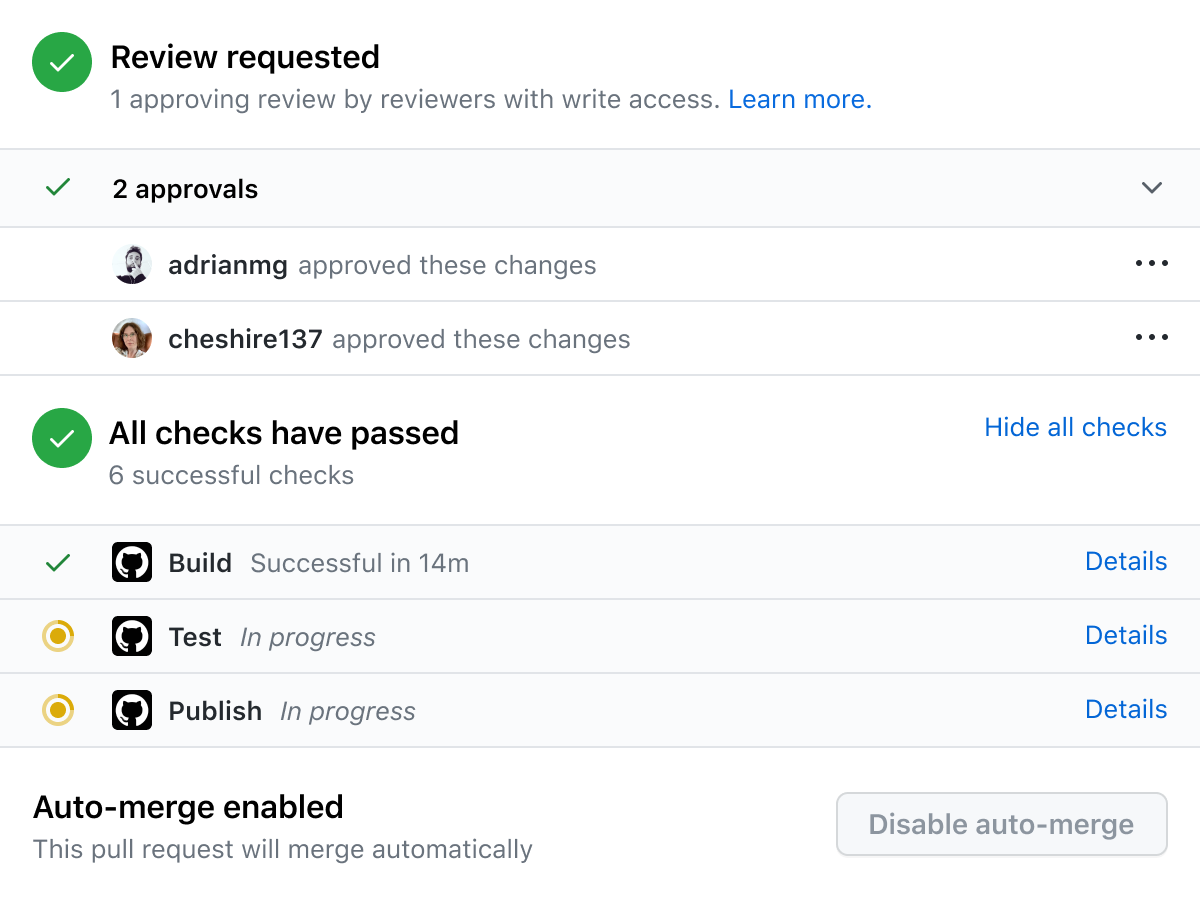 Review requested
1 approving review by reviewers with write access. Learn more.
2 approvals
adrianmg approved these changes
cheshire137 approved these changes
All checks have passed
Hide all checks
6 successful checks
Build Successful in 14m Details
Test In progress Details
Publish In progress Details
Auto-merge enabled
This pull request will merge automatically
Disable auto-merge